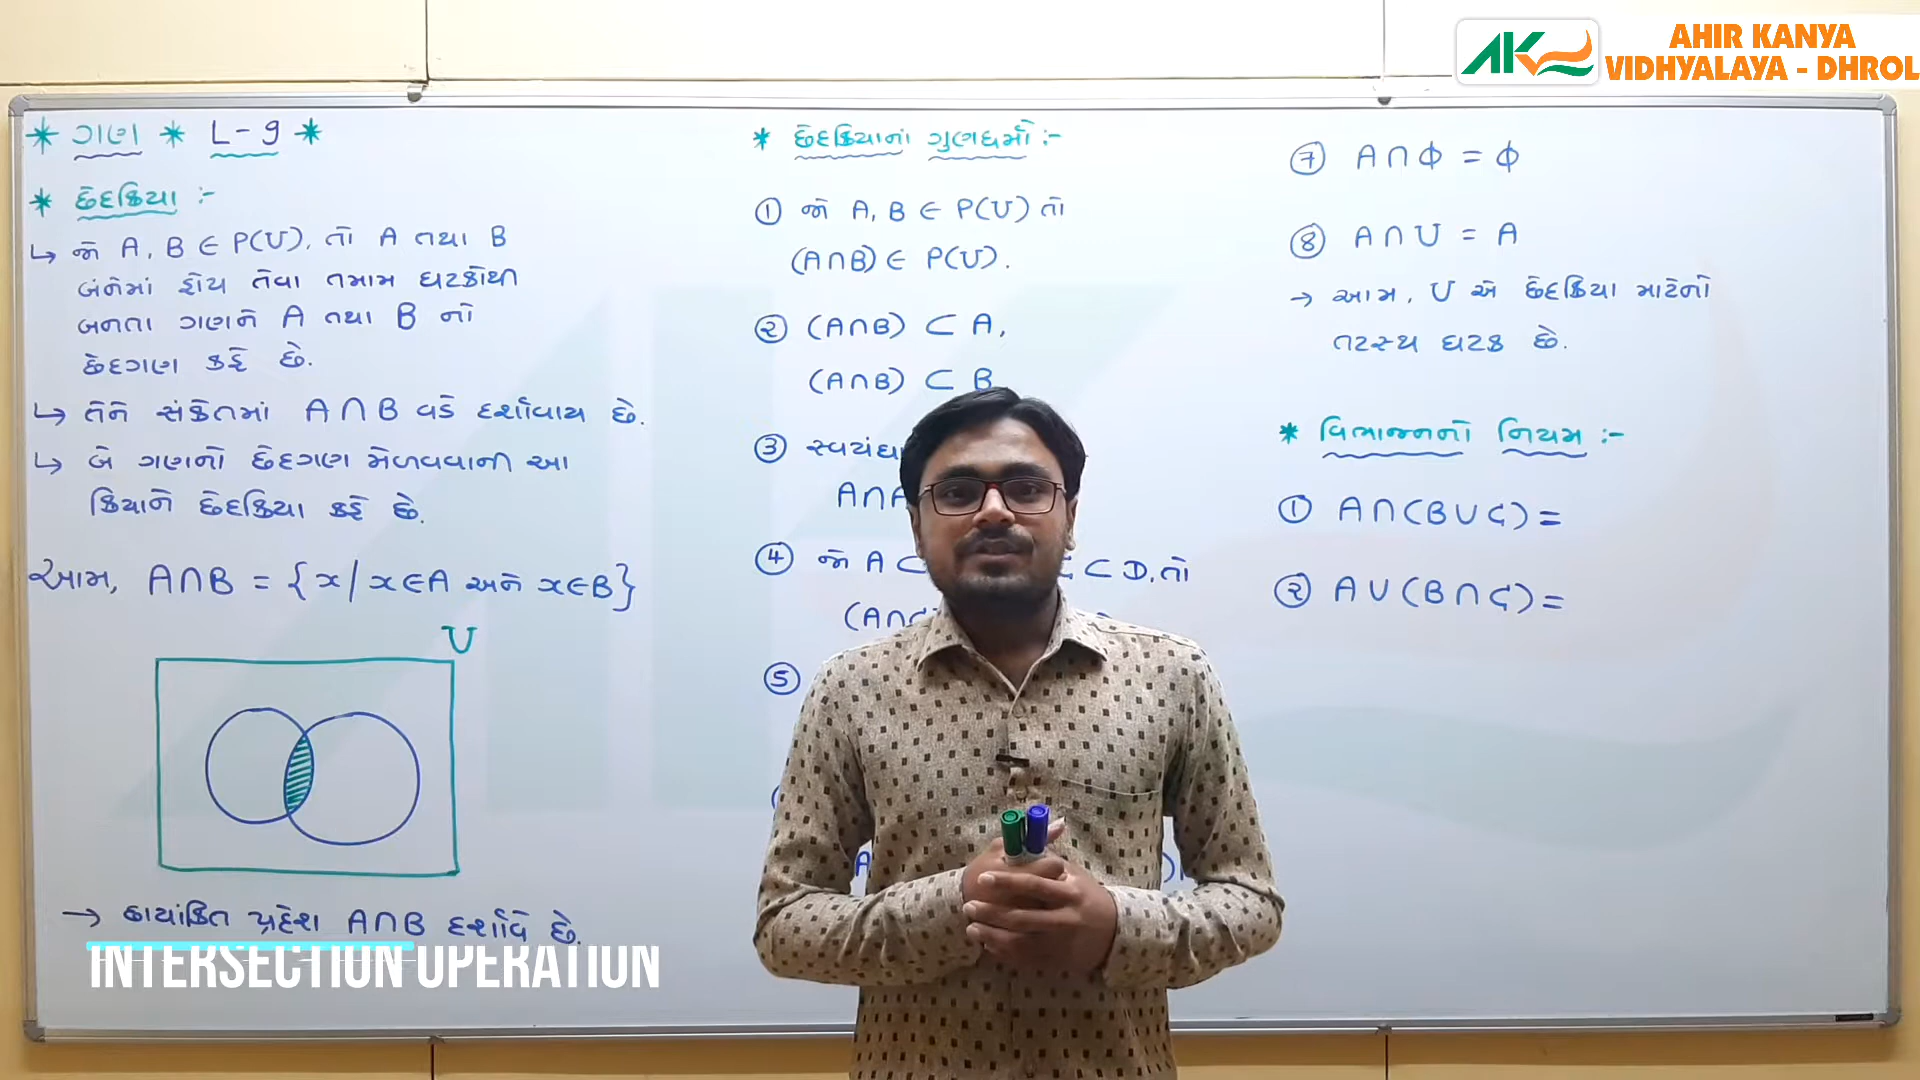 AHIR KANYA
VIDHYALAYA - DHROL
* ગણ * L-9 *
* છેદક્રિયા :-
↳ જો A, B ∈ P(U), તો A તથા B
બંનેમાં હોય તેવા તમામ ઘટકોથી
બનતા ગણને A તથા B નો
છેદગણ કહે છે.
↳ તેને સંકેતમાં A∩B વડે દર્શાવાય છે.
↳ બે ગણનો છેદગણ મેળવવાની આ
ક્રિયાને છેદક્રિયા કહે છે.
આમ, A∩B = {x / x∈A અને x∈B}
U
→ છાયાંકિત પ્રદેશ A∩B દર્શાવે છે.
INTERSECTION OPERATION
* છેદક્રિયાનાં ગુણધર્મો :-
① જો A, B ∈ P(U) તો
(A∩B) ∈ P(U).
② (A∩B) ⊂ A,
(A∩B) ⊂ B
③
A∩A
④ જો A ⊂ ⊂ D, તો
(A∩C
⑤
A
⑦ A∩Φ = Φ
⑧ A∩U = A
→ આમ, U એ છેદક્રિયા માટેનો
તટસ્થ ઘટક છે.
* વિભાજનનો નિયમ :-
① A∩(B∪C) =
② A∪(B∩C) =